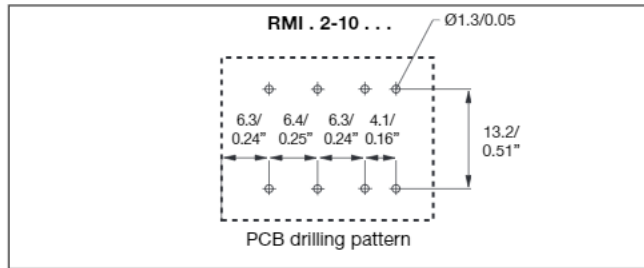 RMI . 2-10 . . .
Ø1.3/0.05
6.3/ 6.4/ 6.3/ 4.1/
0.24" 0.25" 0.24" 0.16"
13.2/
0.51"
PCB drilling pattern